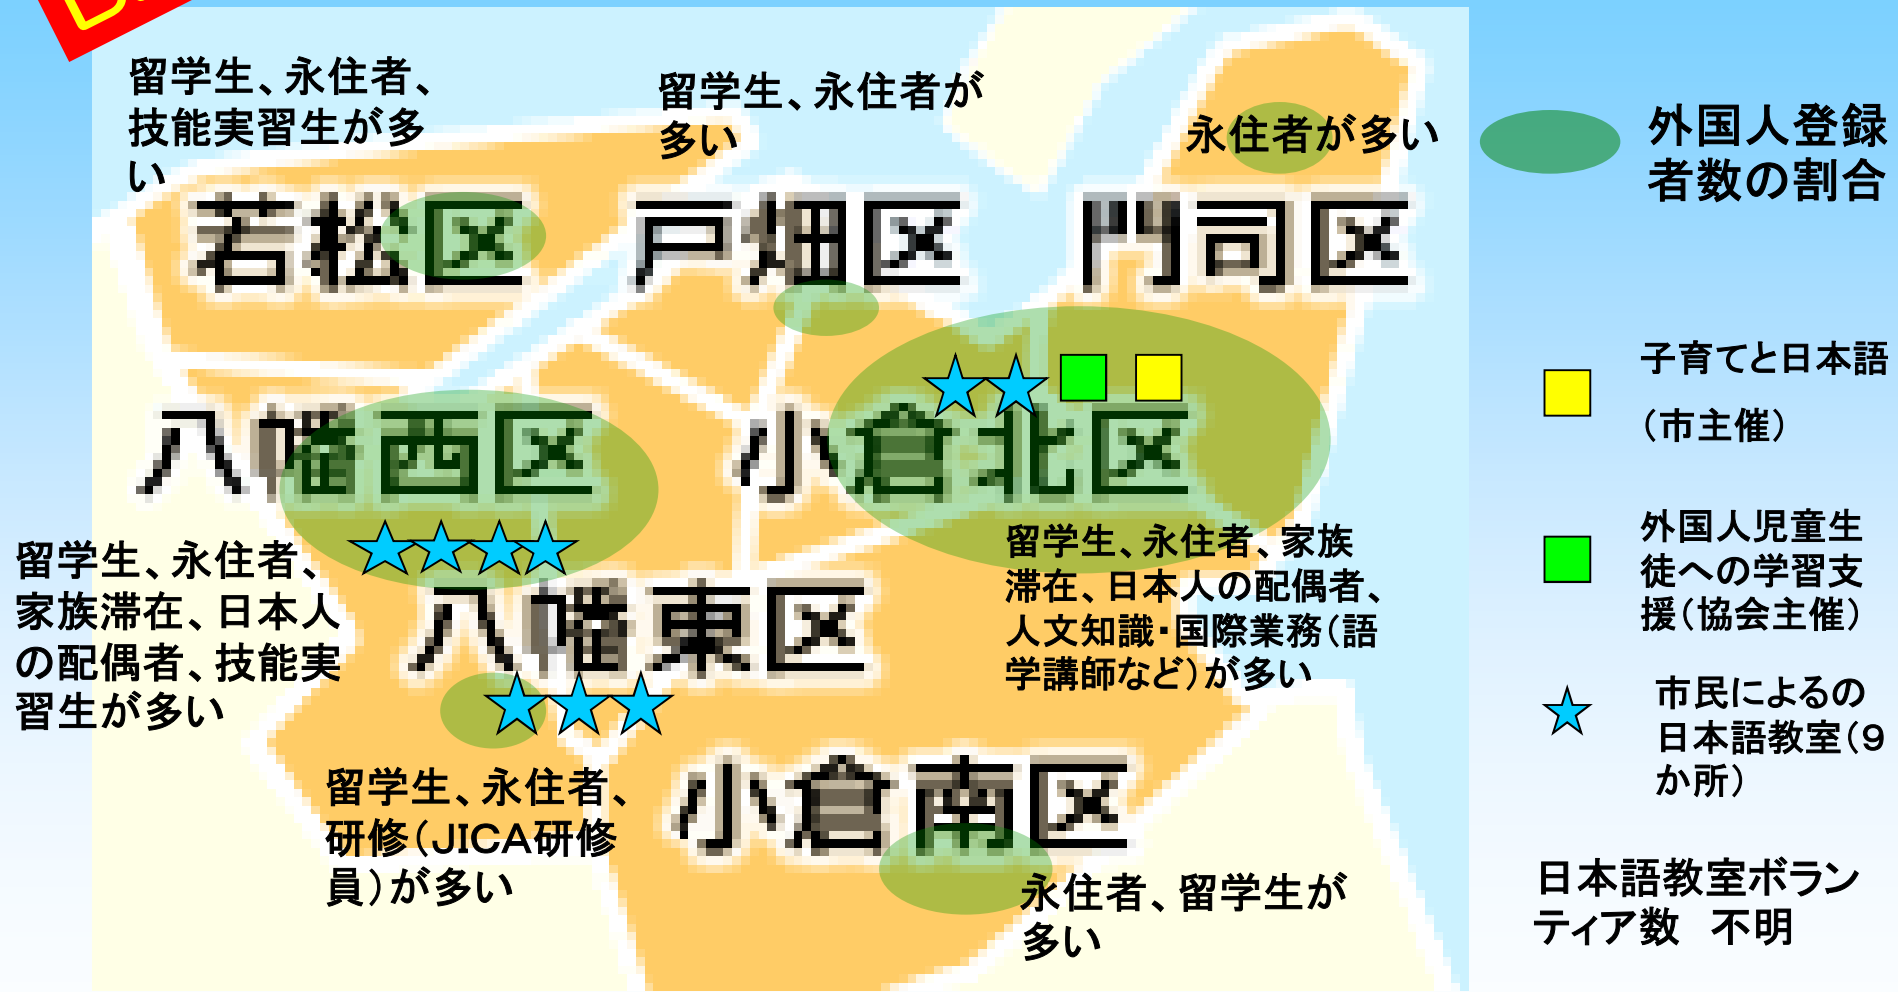 留学生、永住者、
技能実習生が多
い
留学生、永住者が
多い
永住者が多い
若松区
戸畑区
門司区
八幡西区
小倉北区
留学生、永住者、
家族滞在、日本人
の配偶者、技能実
習生が多い
留学生、永住者、家族
滞在、日本人の配偶者、
人文知識・国際業務（語
学講師など）が多い
八幡東区
留学生、永住者、
研修（JICA研修
員）が多い
小倉南区
永住者、留学生が
多い
外国人登録
者数の割合
子育てと日本語
（市主催）
外国人児童生
徒への学習支
援（協会主催）
市民によるの
日本語教室（９
か所）
日本語教室ボラン
ティア数　不明